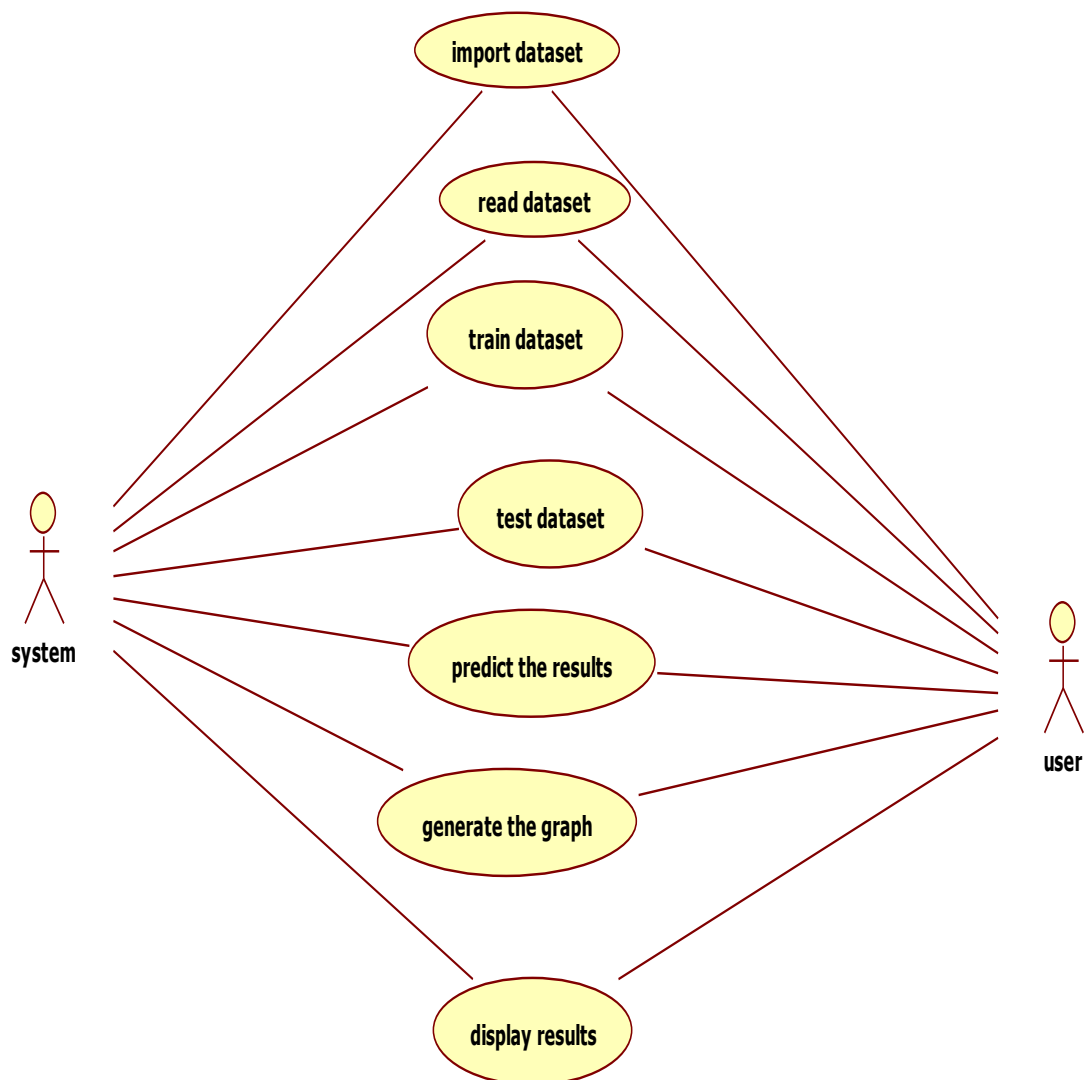 import dataset
read dataset
train dataset
test dataset
system
predict the results
user
generate the graph
display results